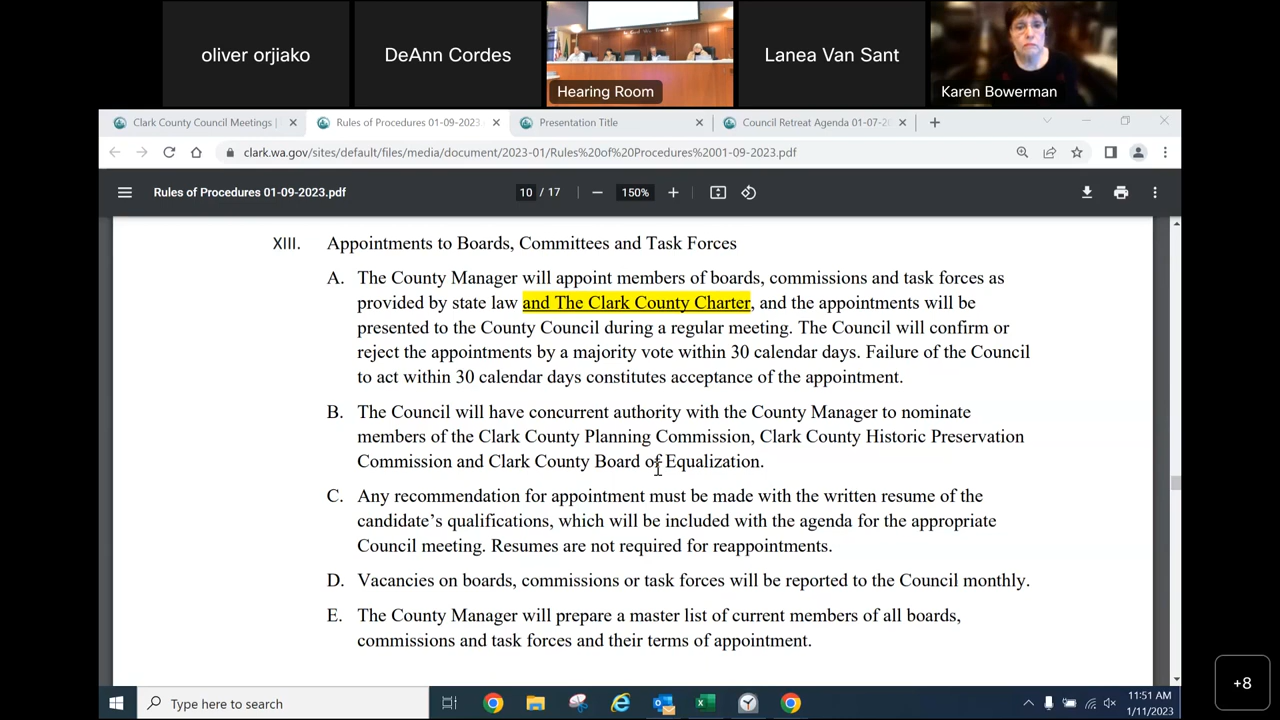 oliver orjiako
DeAnn Cordes
Hearing Room
Lanea Van Sant
Karen Bowerman
Clark County Council Meetings |
Rules of Procedures 01-09-2023
Presentation Title
Council Retreat Agenda 01-07-20
clark.wa.gov/sites/default/files/media/document/2023-01/Rules%20of%20Procedures%2001-09-2023.pdf
Rules of Procedures 01-09-2023.pdf
10 / 17
150%
XIII. Appointments to Boards, Committees and Task Forces
A. The County Manager will appoint members of boards, commissions and task forces as
provided by state law and The Clark County Charter, and the appointments will be
presented to the County Council during a regular meeting. The Council will confirm or
reject the appointments by a majority vote within 30 calendar days. Failure of the Council
to act within 30 calendar days constitutes acceptance of the appointment.
B. The Council will have concurrent authority with the County Manager to nominate
members of the Clark County Planning Commission, Clark County Historic Preservation
Commission and Clark County Board of Equalization.
C. Any recommendation for appointment must be made with the written resume of the
candidate’s qualifications, which will be included with the agenda for the appropriate
Council meeting. Resumes are not required for reappointments.
D. Vacancies on boards, commissions or task forces will be reported to the Council monthly.
E. The County Manager will prepare a master list of current members of all boards,
commissions and task forces and their terms of appointment.
+8
Type here to search
11:51 AM
1/11/2023